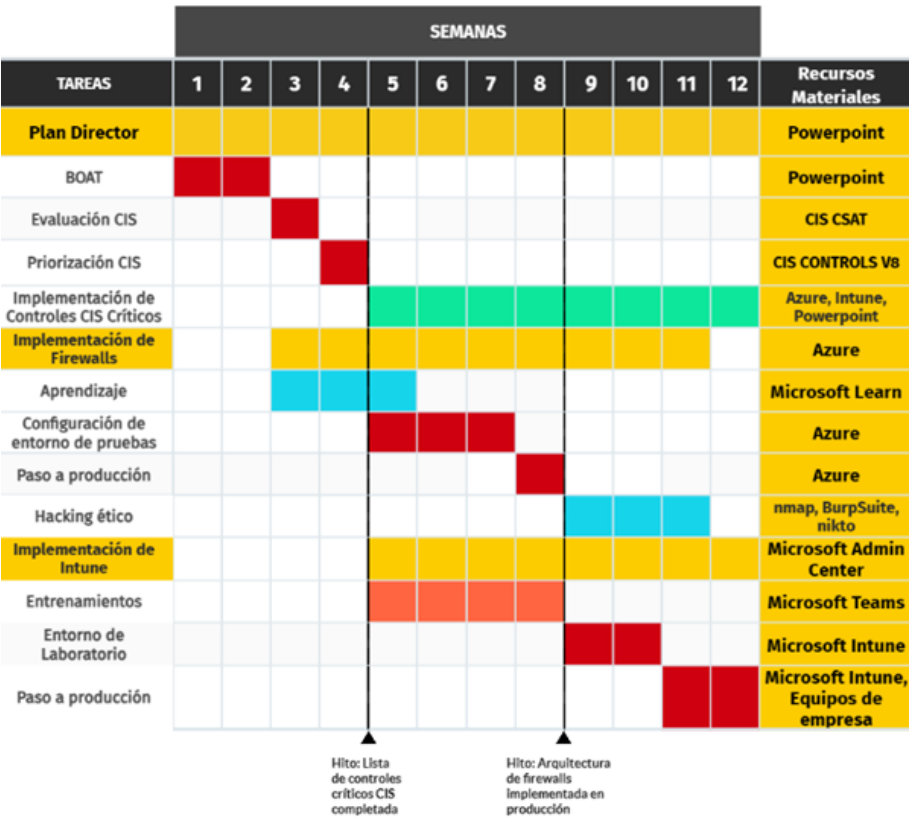 SEMANAS
TAREAS 1 2 3 4 5 6 7 8 9 10 11 12 Recursos
Materiales
Plan Director Powerpoint
BOAT Powerpoint
Evaluación CIS CIS CSAT
Priorización CIS CIS CONTROLS V8
Implementación de
Controles CIS Críticos
Azure, Intune,
Powerpoint
Implementación de
Firewalls
Azure
Aprendizaje Microsoft Learn
Configuración de
entorno de pruebas
Azure
Paso a producción Azure
Hacking ético
nmap, BurpSuite,
nikto
Implementación de
Intune
Microsoft Admin
Center
Entrenamientos Microsoft Teams
Entorno de
Laboratorio
Microsoft Intune
Paso a producción
Microsoft Intune,
Equipos de
empresa
Hito: Lista
de controles
críticos CIS
completada
Hito: Arquitectura
de firewalls
implementada en
producción